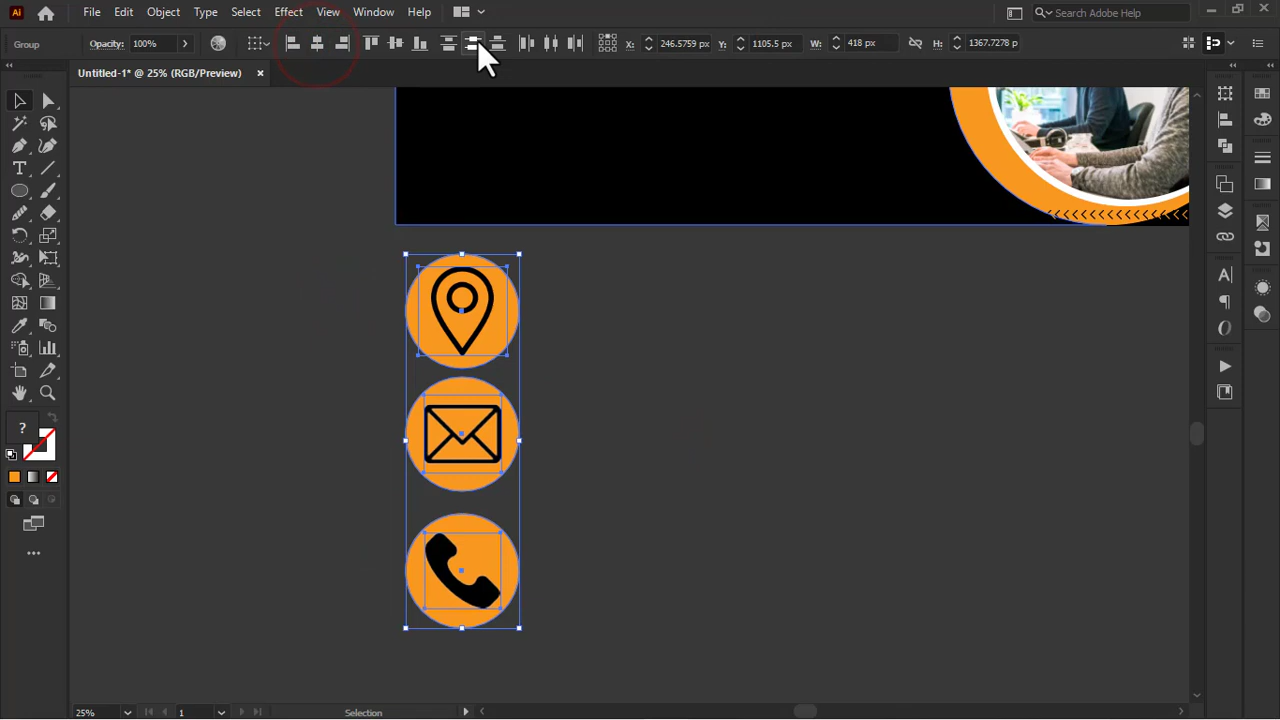 Ai File Edit Object Type Select Effect View Window Help Search Adobe Help
Group Opacity: 100% X: 246.5759 px Y: 1105.5 px W: 418 px H: 1367.7278 p
Untitled-1* @ 25% (RGB/Preview) ×
?
25% 1 Selection